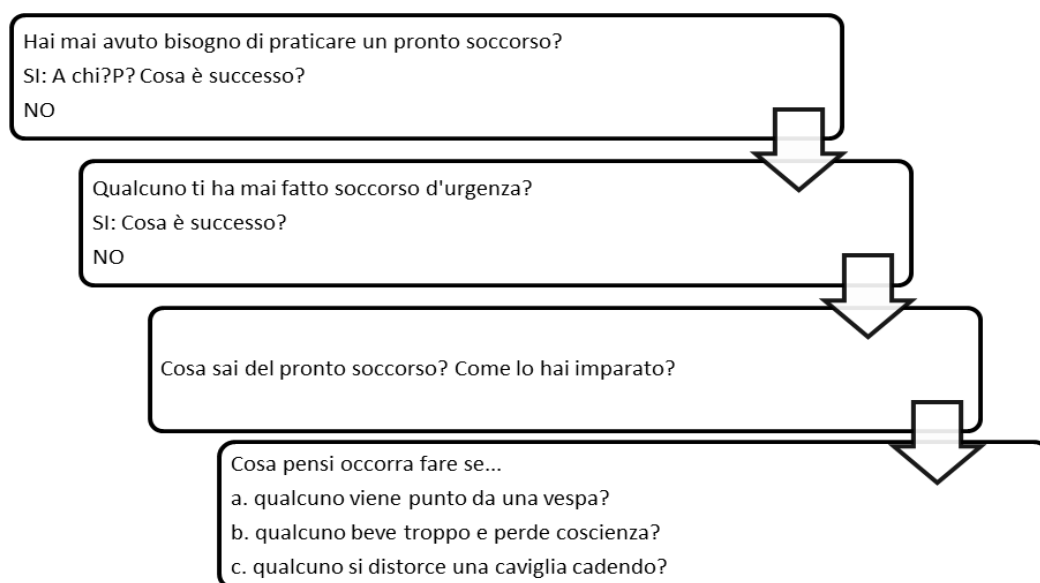 Hai mai avuto bisogno di praticare un pronto soccorso?
SI: A chi?P? Cosa è successo?
NO
Qualcuno ti ha mai fatto soccorso d'urgenza?
SI: Cosa è successo?
NO
Cosa sai del pronto soccorso? Come lo hai imparato?
Cosa pensi occorra fare se...
a. qualcuno viene punto da una vespa?
b. qualcuno beve troppo e perde coscienza?
c. qualcuno si distorce una caviglia cadendo?